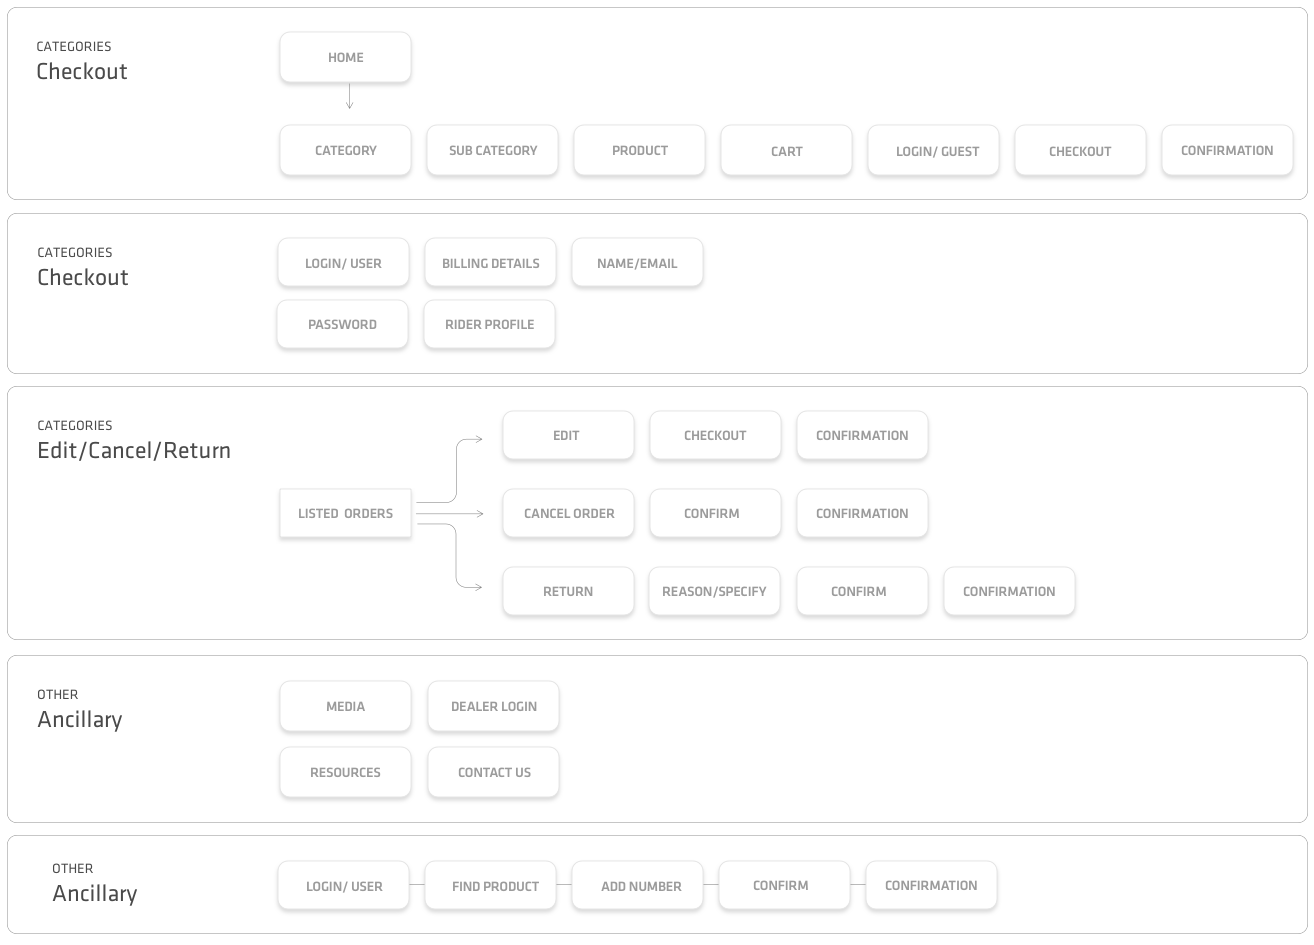 CATEGORIES
Checkout
HOME
CATEGORY SUB CATEGORY PRODUCT CART LOGIN/ GUEST CHECKOUT CONFIRMATION
CATEGORIES
Checkout
LOGIN/ USER BILLING DETAILS NAME/EMAIL
PASSWORD RIDER PROFILE
CATEGORIES
Edit/Cancel/Return
EDIT CHECKOUT CONFIRMATION
LISTED ORDERS CANCEL ORDER CONFIRM CONFIRMATION
RETURN REASON/SPECIFY CONFIRM CONFIRMATION
OTHER
Ancillary
MEDIA DEALER LOGIN
RESOURCES CONTACT US
OTHER
Ancillary
LOGIN/ USER FIND PRODUCT ADD NUMBER CONFIRM CONFIRMATION